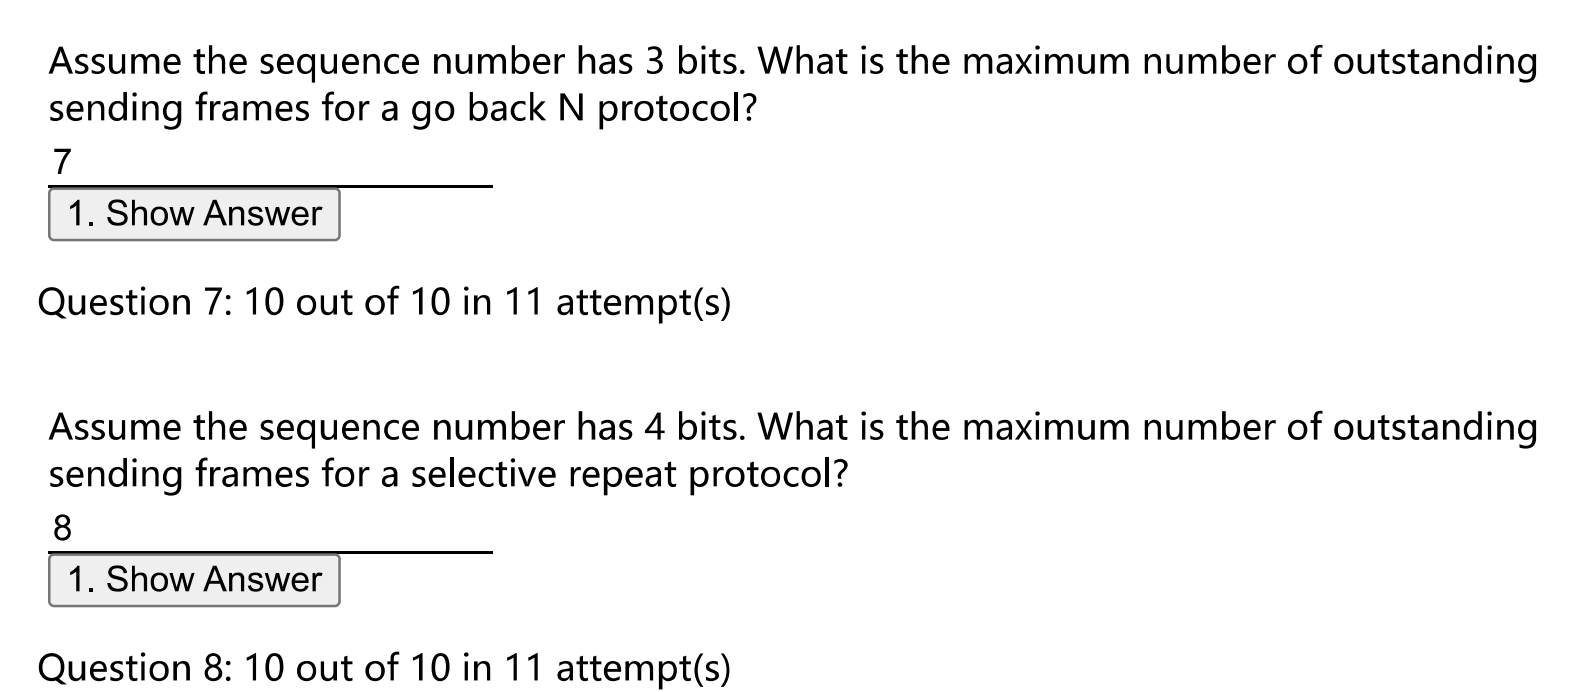 Assume the sequence number has 3 bits. What is the maximum number of outstanding
sending frames for a go back N protocol?
7
1. Show Answer
Question 7: 10 out of 10 in 11 attempt(s)
Assume the sequence number has 4 bits. What is the maximum number of outstanding
sending frames for a selective repeat protocol?
8
1. Show Answer
Question 8: 10 out of 10 in 11 attempt(s)